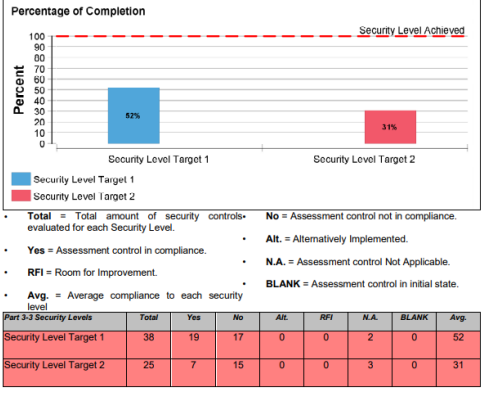 Percentage of Completion
Security Level Achieved
100
90
80
70
60
50
40
30
20
10
0
Percent
52%
31%
Security Level Target 1 Security Level Target 2
Security Level Target 1
Security Level Target 2
• Total = Total amount of security controls
evaluated for each Security Level.
• Yes = Assessment control in compliance.
• RFI = Room for Improvement.
• Avg. = Average compliance to each security
level
• No = Assessment control not in compliance.
• Alt. = Alternatively Implemented.
• N.A. = Assessment control Not Applicable.
• BLANK = Assessment control in initial state.
Part 3-3 Security Levels Total Yes No Alt. RFI N.A. BLANK Avg.
Security Level Target 1 38 19 17 0 0 2 0 52
Security Level Target 2 25 7 15 0 0 3 0 31